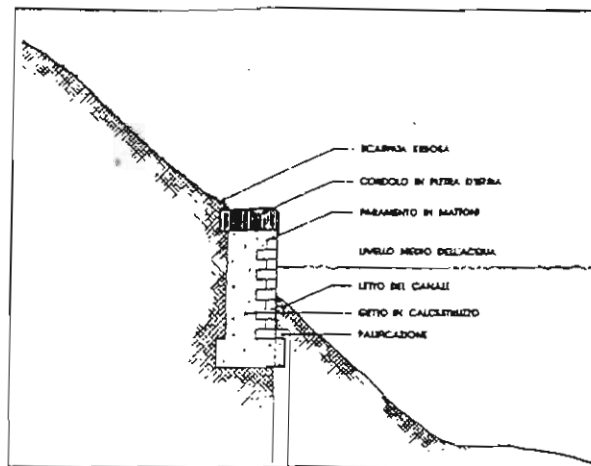 SCARPATA ERBOSA
CORDOLO IN PIETRA D'ISTRIA
PARAMENTO IN MATTONI
LIVELLO MEDIO DELL'ACQUA
LETTO DEL CANALE
GETTO IN CALCESTRUZZO
PALIFICAZIONE